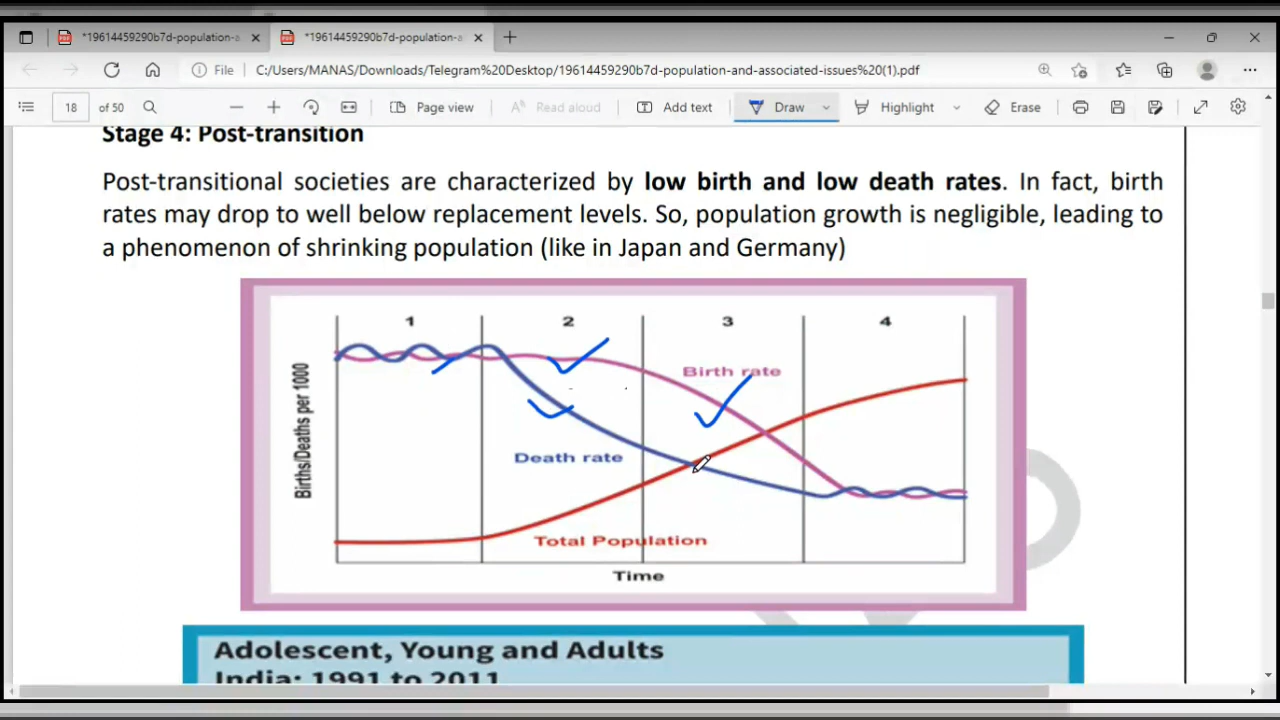 *19614459290b7d-population-a
*19614459290b7d-population-a
File
C:/Users/MANAS/Downloads/Telegram%20Desktop/19614459290b7d-population-and-associated-issues%20(1).pdf
18 of 50
Page view
Read aloud
Add text
Draw
Highlight
Erase
Stage 4: Post-transition
Post-transitional societies are characterized by low birth and low death rates. In fact, birth
rates may drop to well below replacement levels. So, population growth is negligible, leading to
a phenomenon of shrinking population (like in Japan and Germany)
1 2 3 4
Births/Deaths per 1000
Birth rate
Death rate
Total Population
Time
Adolescent, Young and Adults
India: 1991 to 2011